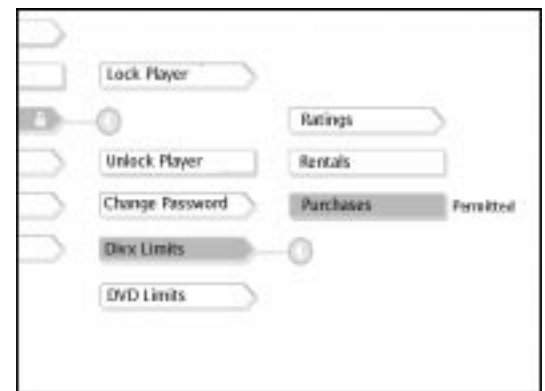 Lock Player
Ratings
Unlock Player
Rentals
Change Password
Purchases
Permitted
Divx Limits
DVD Limits